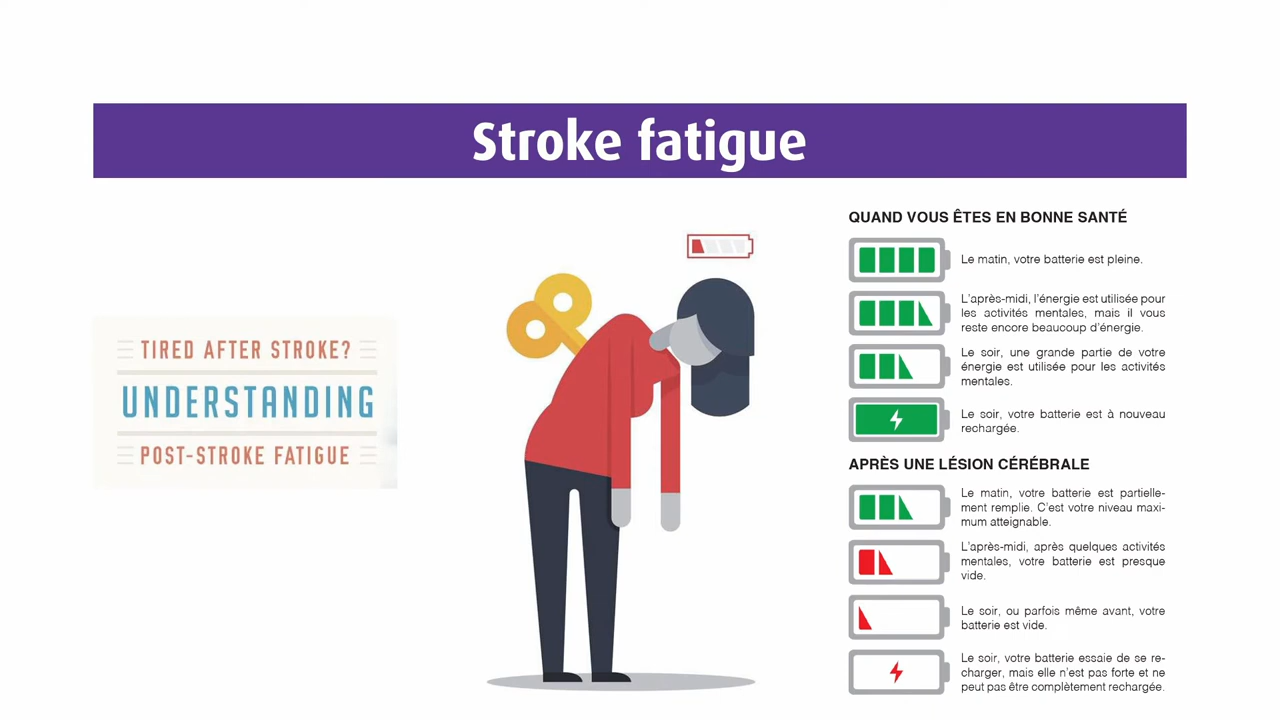 Stroke fatigue
TIRED AFTER STROKE?
UNDERSTANDING
POST-STROKE FATIGUE
QUAND VOUS ÊTES EN BONNE SANTÉ
Le matin, votre batterie est pleine.
L'après-midi, l'énergie est utilisée pour
les activités mentales, mais il vous
reste encore beaucoup d'énergie.
Le soir, une grande partie de votre
énergie est utilisée pour les activités
mentales.
Le soir, votre batterie est à nouveau
rechargée.
APRÈS UNE LÉSION CÉRÉBRALE
Le matin, votre batterie est partielle-
ment remplie. C'est votre niveau maxi-
mum atteignable.
L'après-midi, après quelques activités
mentales, votre batterie est presque
vide.
Le soir, ou parfois même avant, votre
batterie est vide.
Le soir, votre batterie essaie de se re-
charger, mais elle n'est pas forte et ne
peut pas être complètement rechargée.